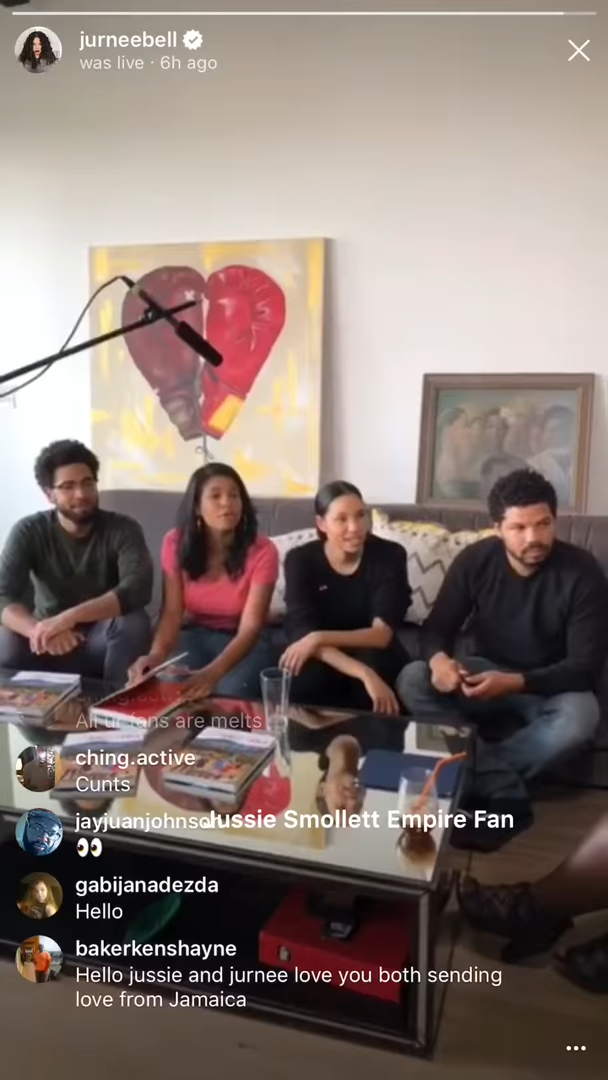 jurneebell
was live · 6h ago
All ur fans are melts
ching.active
Cunts
jayjuanjohnson
Jussie Smollett Empire Fan
👀
gabijanadezda
Hello
bakerkenshayne
Hello jussie and jurnee love you both sending
love from Jamaica